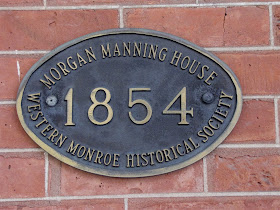 MORGAN MANNING HOUSE
1854
WESTERN MONROE HISTORICAL SOCIETY